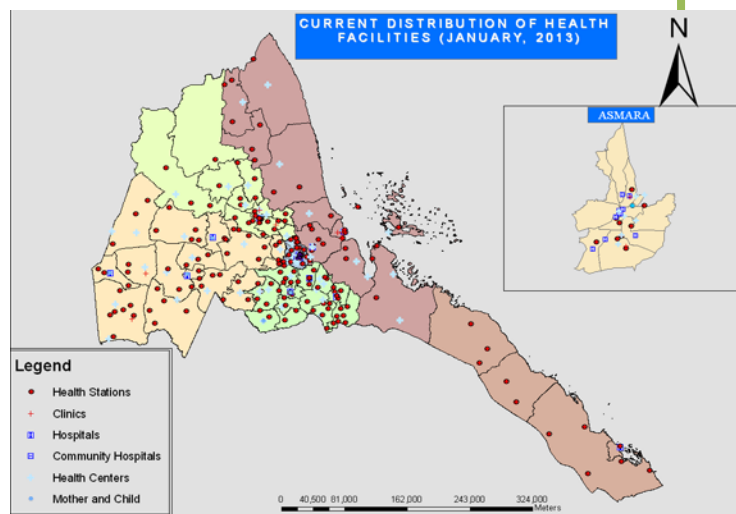 CURRENT DISTRIBUTION OF HEALTH
FACILITIES (JANUARY, 2013)
N
ASMARA
Legend
Health Stations
Clinics
H Hospitals
Community Hospitals
Health Centers
Mother and Child
0 40,500 81,000 162,000 243,000 324,000
Meters